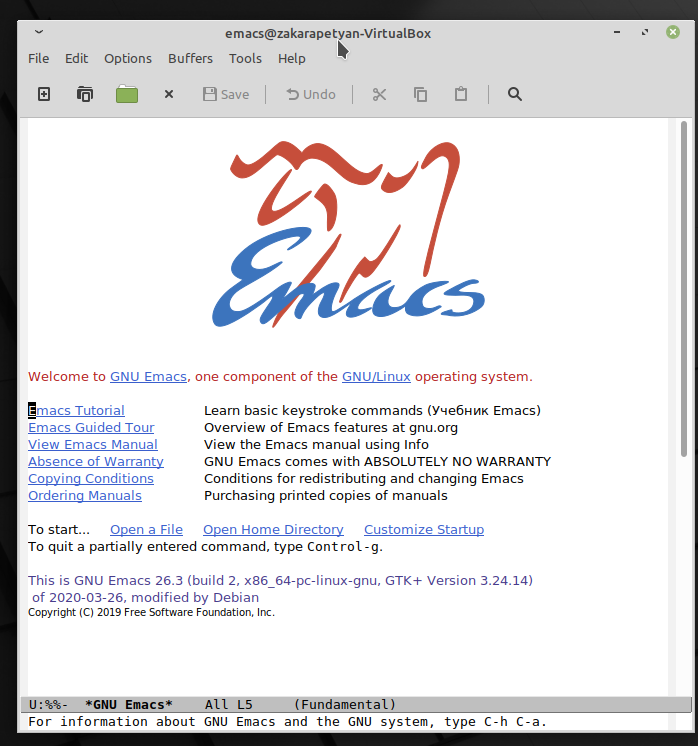 emacs@zakarapetyan-VirtualBox
File Edit Options Buffers Tools Help
Save Undo
Emacs
Welcome to GNU Emacs, one component of the GNU/Linux operating system.
Emacs Tutorial Learn basic keystroke commands (Учебник Emacs)
Emacs Guided Tour Overview of Emacs features at gnu.org
View Emacs Manual View the Emacs manual using Info
Absence of Warranty GNU Emacs comes with ABSOLUTELY NO WARRANTY
Copying Conditions Conditions for redistributing and changing Emacs
Ordering Manuals Purchasing printed copies of manuals
To start... Open a File Open Home Directory Customize Startup
To quit a partially entered command, type Control-g.
This is GNU Emacs 26.3 (build 2, x86_64-pc-linux-gnu, GTK+ Version 3.24.14)
of 2020-03-26, modified by Debian
Copyright (C) 2019 Free Software Foundation, Inc.
U:%%- *GNU Emacs* All L5 (Fundamental)
For information about GNU Emacs and the GNU system, type C-h C-a.